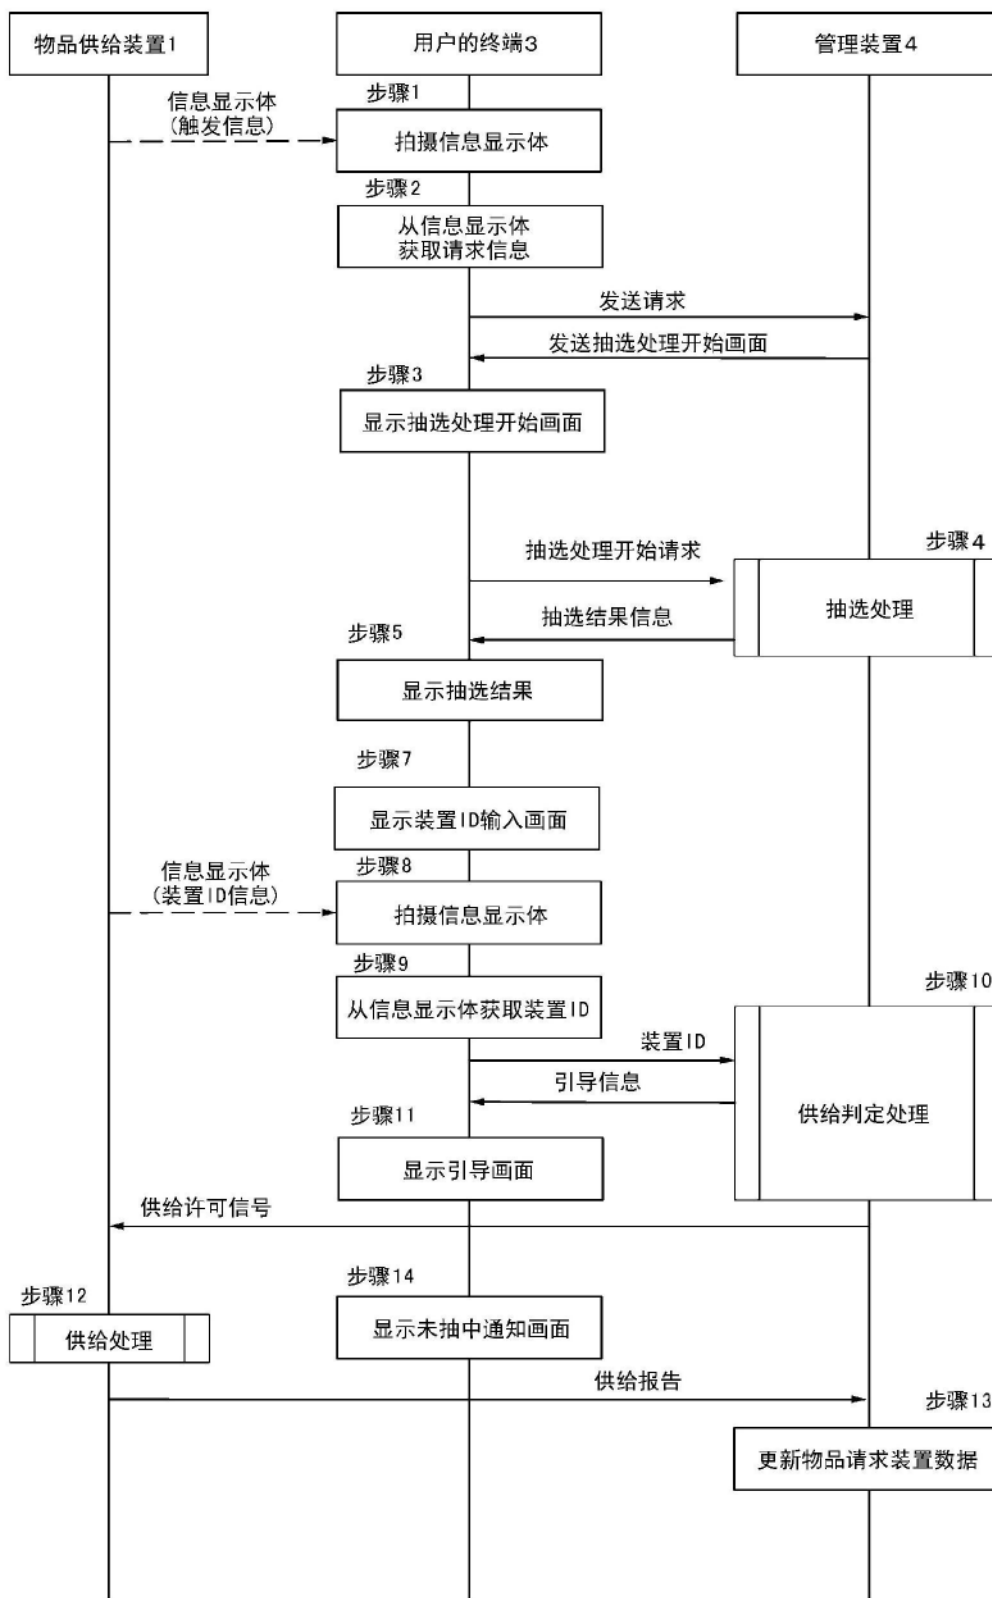 物品供给装置1
用户的终端3
管理装置4
步骤1
信息显示体
(触发信息)
拍摄信息显示体
步骤2
从信息显示体
获取请求信息
发送请求
发送抽选处理开始画面
步骤3
显示抽选处理开始画面
步骤4
抽选处理开始请求
抽选处理
抽选结果信息
步骤5
显示抽选结果
步骤7
显示装置ID输入画面
步骤8
信息显示体
(装置ID信息)
拍摄信息显示体
步骤9
从信息显示体获取装置ID
步骤10
装置ID
引导信息
供给判定处理
步骤11
显示引导画面
供给许可信号
步骤14
步骤12
显示未抽中通知画面
供给处理
供给报告
步骤13
更新物品请求装置数据